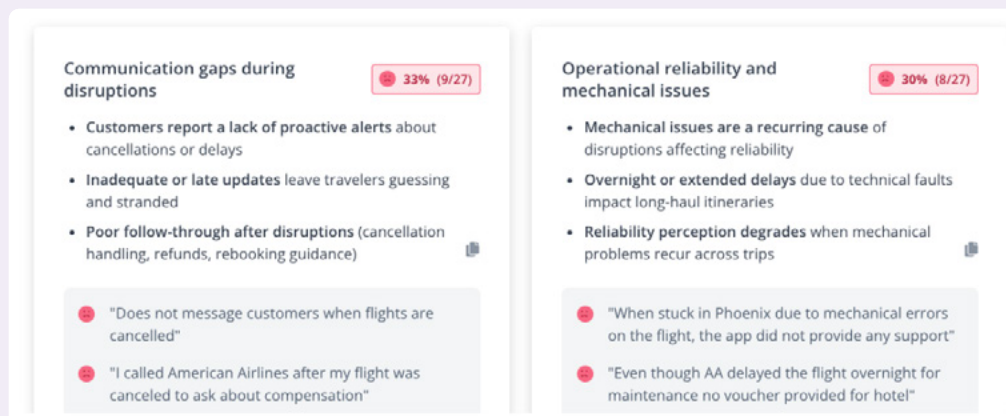 Communication gaps during
disruptions
33% (9/27)
• Customers report a lack of proactive alerts about
cancellations or delays
• Inadequate or late updates leave travelers guessing
and stranded
• Poor follow-through after disruptions (cancellation
handling, refunds, rebooking guidance)
"Does not message customers when flights are
cancelled"
"I called American Airlines after my flight was
canceled to ask about compensation"
Operational reliability and
mechanical issues
30% (8/27)
• Mechanical issues are a recurring cause of
disruptions affecting reliability
• Overnight or extended delays due to technical faults
impact long-haul itineraries
• Reliability perception degrades when mechanical
problems recur across trips
"When stuck in Phoenix due to mechanical errors
on the flight, the app did not provide any support"
"Even though AA delayed the flight overnight for
maintenance no voucher provided for hotel"